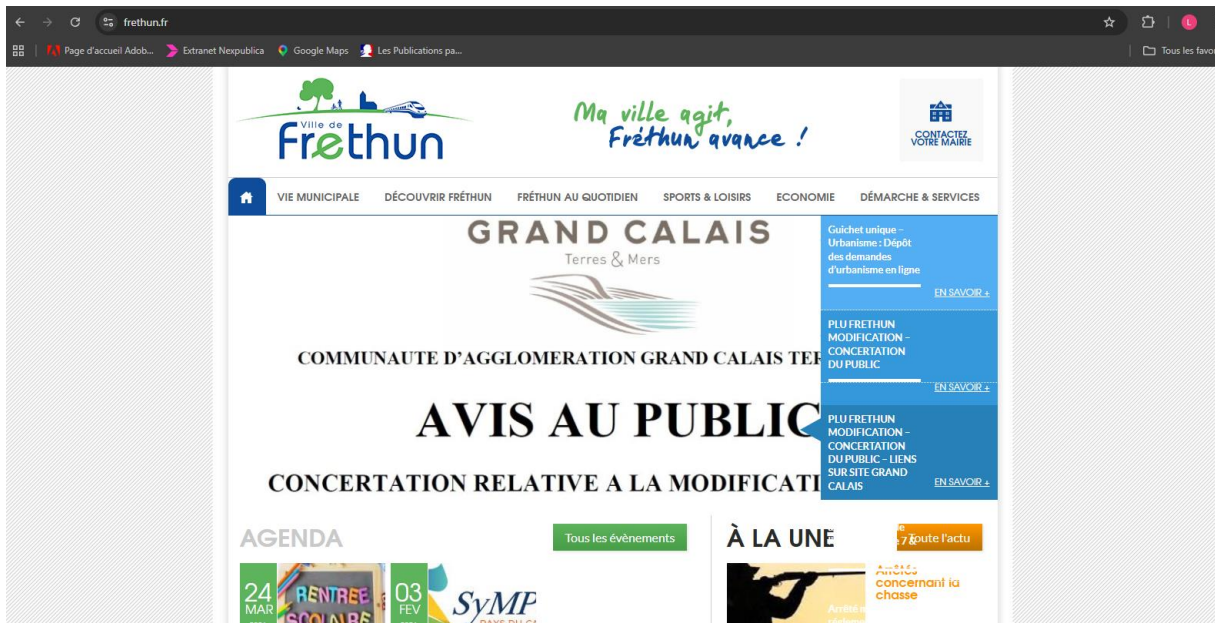 frethun.fr
L
Page d'accueil Adob...
Extranet Nexpublica
Google Maps
Les Publications pa...
Tous les favor
Ville de
Frethun
Ma ville agit,
Fréthun avance !
CONTACTEZ
VOTRE MAIRIE
VIE MUNICIPALE
DÉCOUVRIR FRÉTHUN
FRÉTHUN AU QUOTIDIEN
SPORTS & LOISIRS
ECONOMIE
DÉMARCHE & SERVICES
GRAND CALAIS
Terres & Mers
COMMUNAUTE D'AGGLOMERATION GRAND CALAIS TER
AVIS AU PUBLIC
CONCERTATION RELATIVE A LA MODIFICATI
Guichet unique –
Urbanisme : Dépôt
des demandes
d'urbanisme en ligne
EN SAVOIR +
PLU FRETHUN
MODIFICATION –
CONCERTATION
DU PUBLIC
EN SAVOIR +
PLU FRETHUN
MODIFICATION –
CONCERTATION
DU PUBLIC – LIENS
SUR SITE GRAND
CALAIS
EN SAVOIR +
AGENDA
Tous les évènements
24
MAR
RENTREE
SCOLAIRE
03
FEV
SyMP
À LA UNE
Toute l'actu
Arrêtés
concernant la
chasse